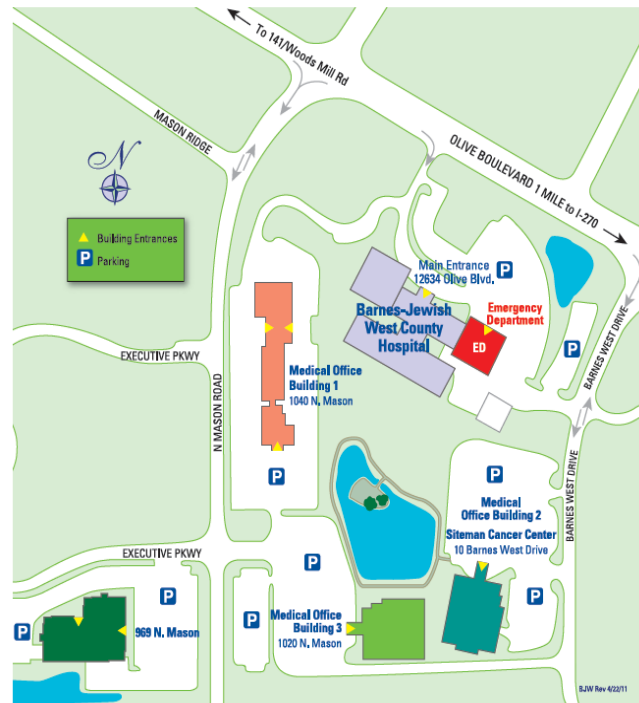 To 141/Woods Mill Rd
MASON RIDGE
OLIVE BOULEVARD 1 MILE to I-270
N
Building Entrances
P Parking
Main Entrance
12634 Olive Blvd.
P
Barnes-Jewish
West County
Hospital
Emergency
Department
ED
P
BARNES WEST DRIVE
EXECUTIVE PKWY
N MASON ROAD
Medical Office
Building 1
1040 N. Mason
P
P
Medical
Office Building 2
Siteman Cancer Center
10 Barnes West Drive
BARNES WEST DRIVE
EXECUTIVE PKWY
P
P
P
P
P
969 N. Mason
Medical Office
Building 3
1020 N. Mason
P
BJW Rev 4/22/11